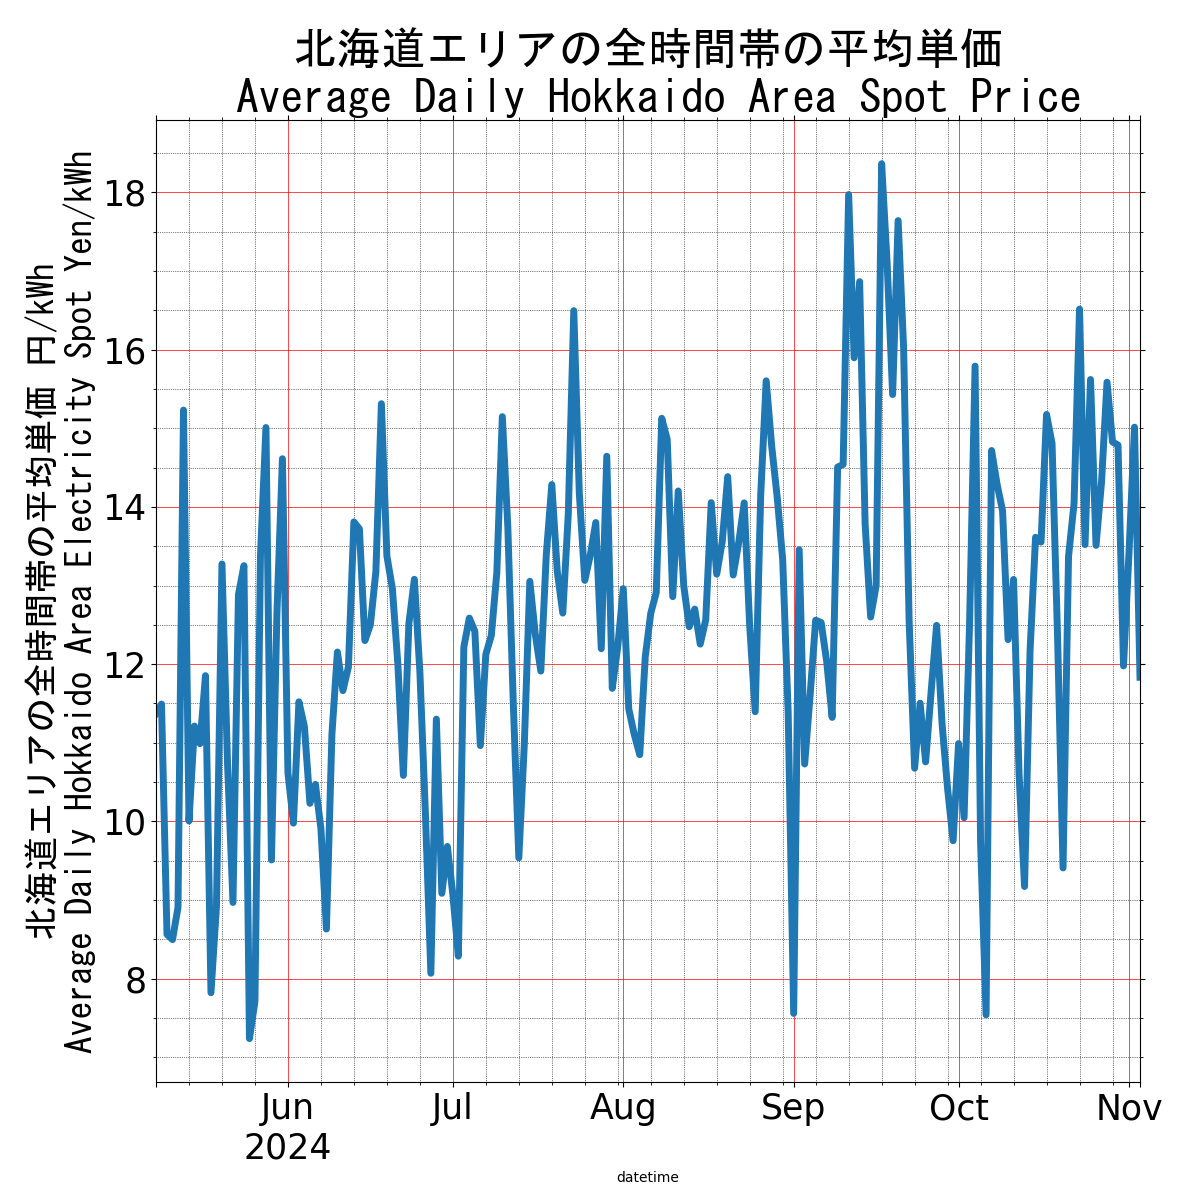 北海道エリアの全時間帯の平均単価
Average Daily Hokkaido Area Spot Price
北海道エリアの全時間帯の平均単価 円/kWh
Average Daily Hokkaido Area Electricity Spot Yen/kWh
18
16
14
12
10
8
Jun
2024
Jul
Aug
Sep
Oct
Nov
datetime